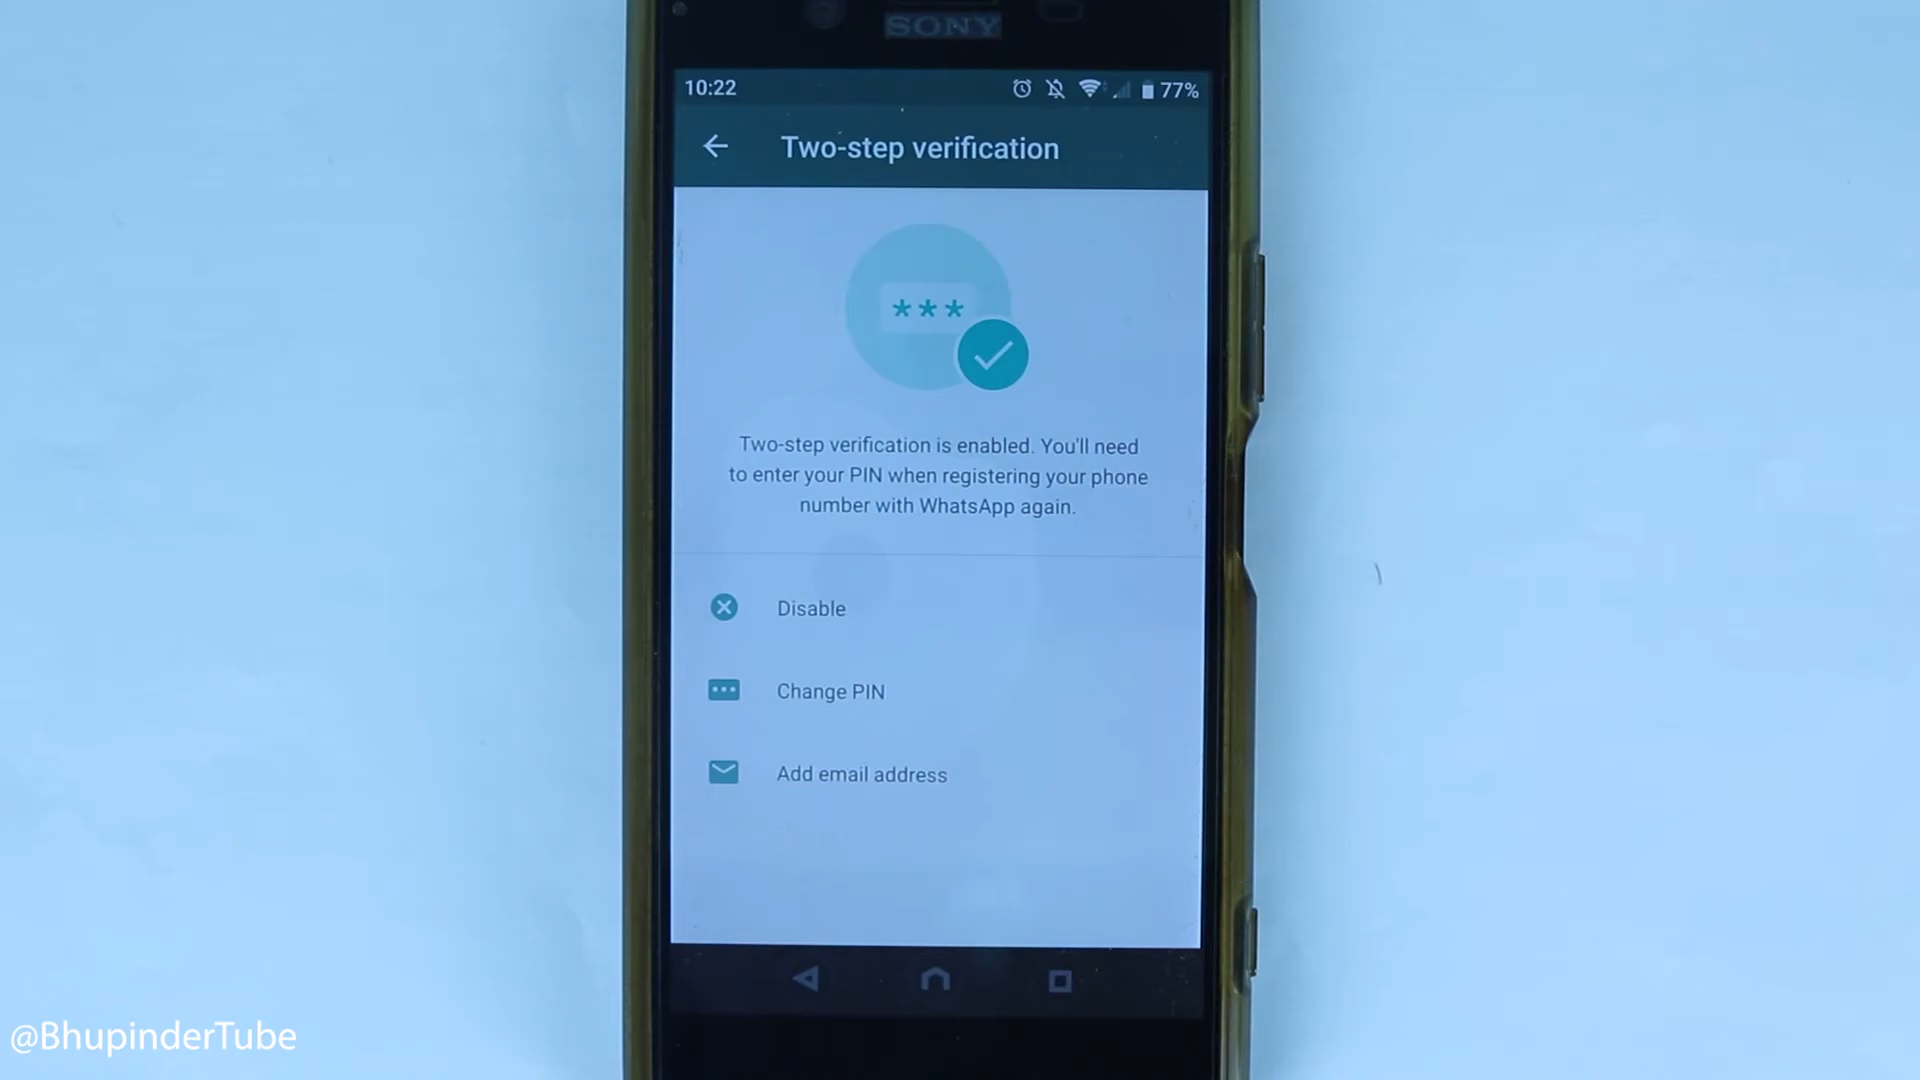 SONY
10:22
77%
Two-step verification
***
Two-step verification is enabled. You'll need
to enter your PIN when registering your phone
number with WhatsApp again.
Disable
Change PIN
Add email address
@BhupinderTube